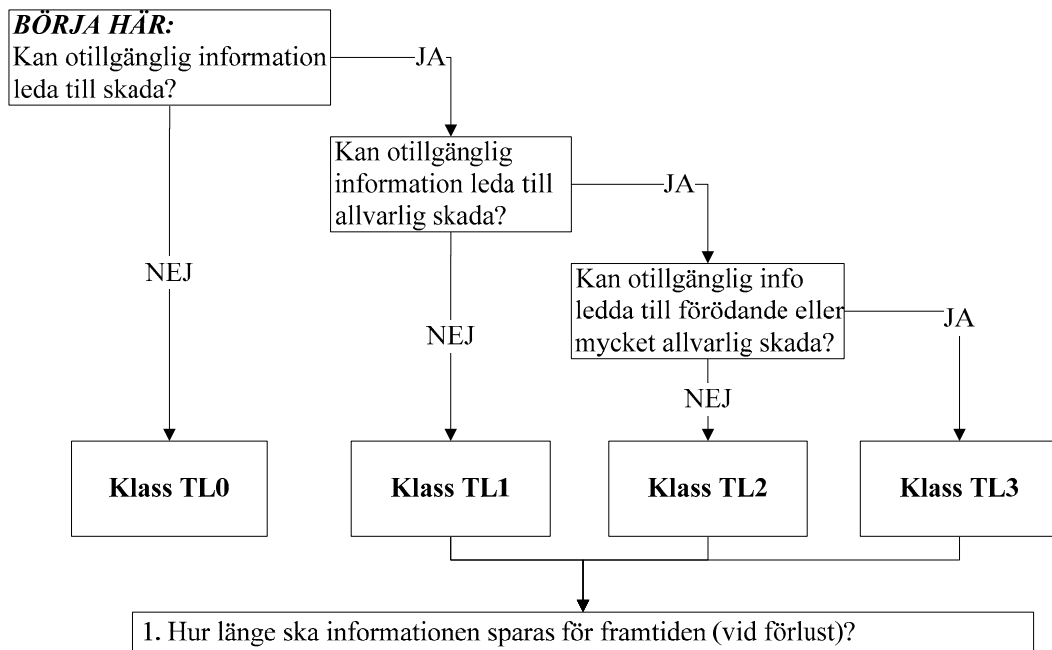 BÖRJA HÄR:
Kan otillgänglig information
leda till skada?
JA
Kan otillgänglig
information leda till
allvarlig skada?
JA
NEJ
Kan otillgänglig info
ledda till förödande eller
mycket allvarlig skada?
JA
NEJ
NEJ
Klass TL0
Klass TL1
Klass TL2
Klass TL3
1. Hur länge ska informationen sparas för framtiden (vid förlust)?